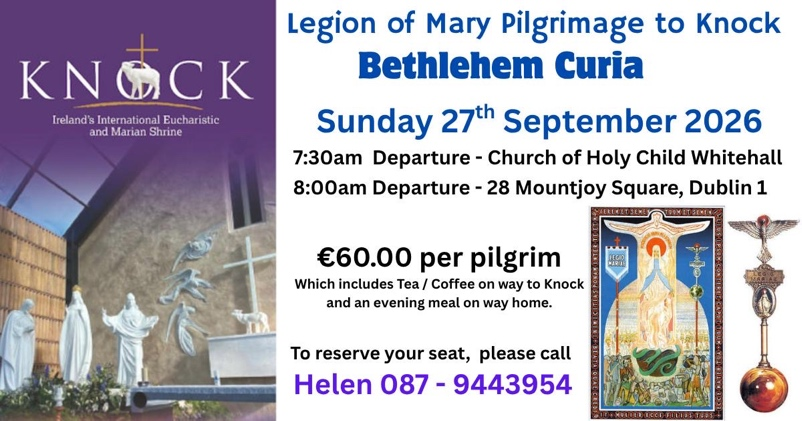 KNOCK
Ireland's International Eucharistic
and Marian Shrine
Legion of Mary Pilgrimage to Knock
Bethlehem Curia
Sunday 27th September 2026
7:30am Departure - Church of Holy Child Whitehall
8:00am Departure - 28 Mountjoy Square, Dublin 1
€60.00 per pilgrim
Which includes Tea / Coffee on way to Knock
and an evening meal on way home.
To reserve your seat, please call
Helen 087 - 9443954
LEGIO
MARIAE